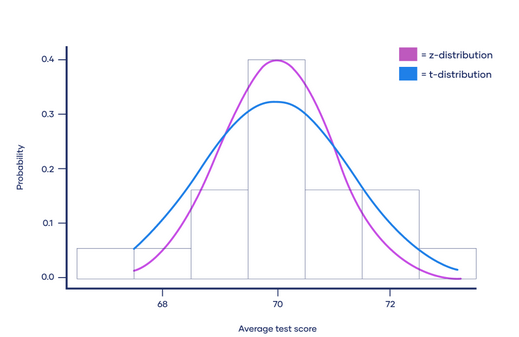 = z-distribution
= t-distribution
0.4
0.3
0.2
0.1
0.0
Probability
68 70 72
Average test score